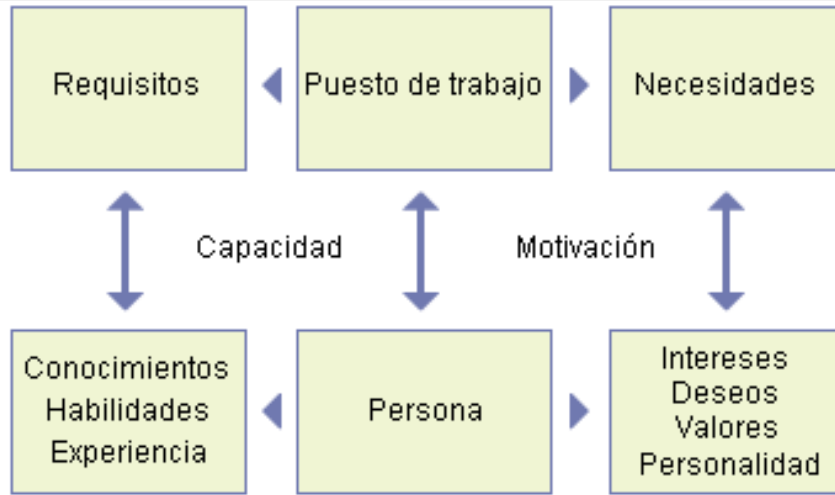 Requisitos
Puesto de trabajo
Necesidades
Capacidad
Motivación
Conocimientos
Habilidades
Experiencia
Persona
Intereses
Deseos
Valores
Personalidad